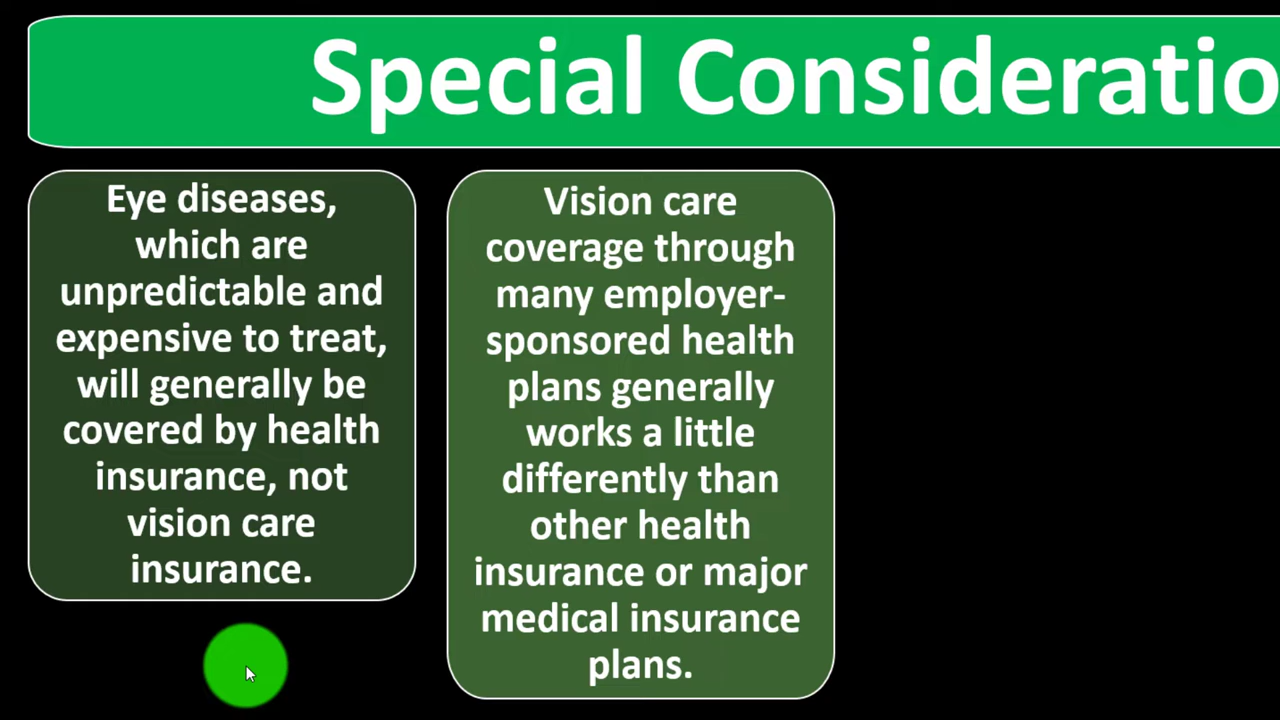 Special Consideratio
Eye diseases,
which are
unpredictable and
expensive to treat,
will generally be
covered by health
insurance, not
vision care
insurance.
Vision care
coverage through
many employer-
sponsored health
plans generally
works a little
differently than
other health
insurance or major
medical insurance
plans.